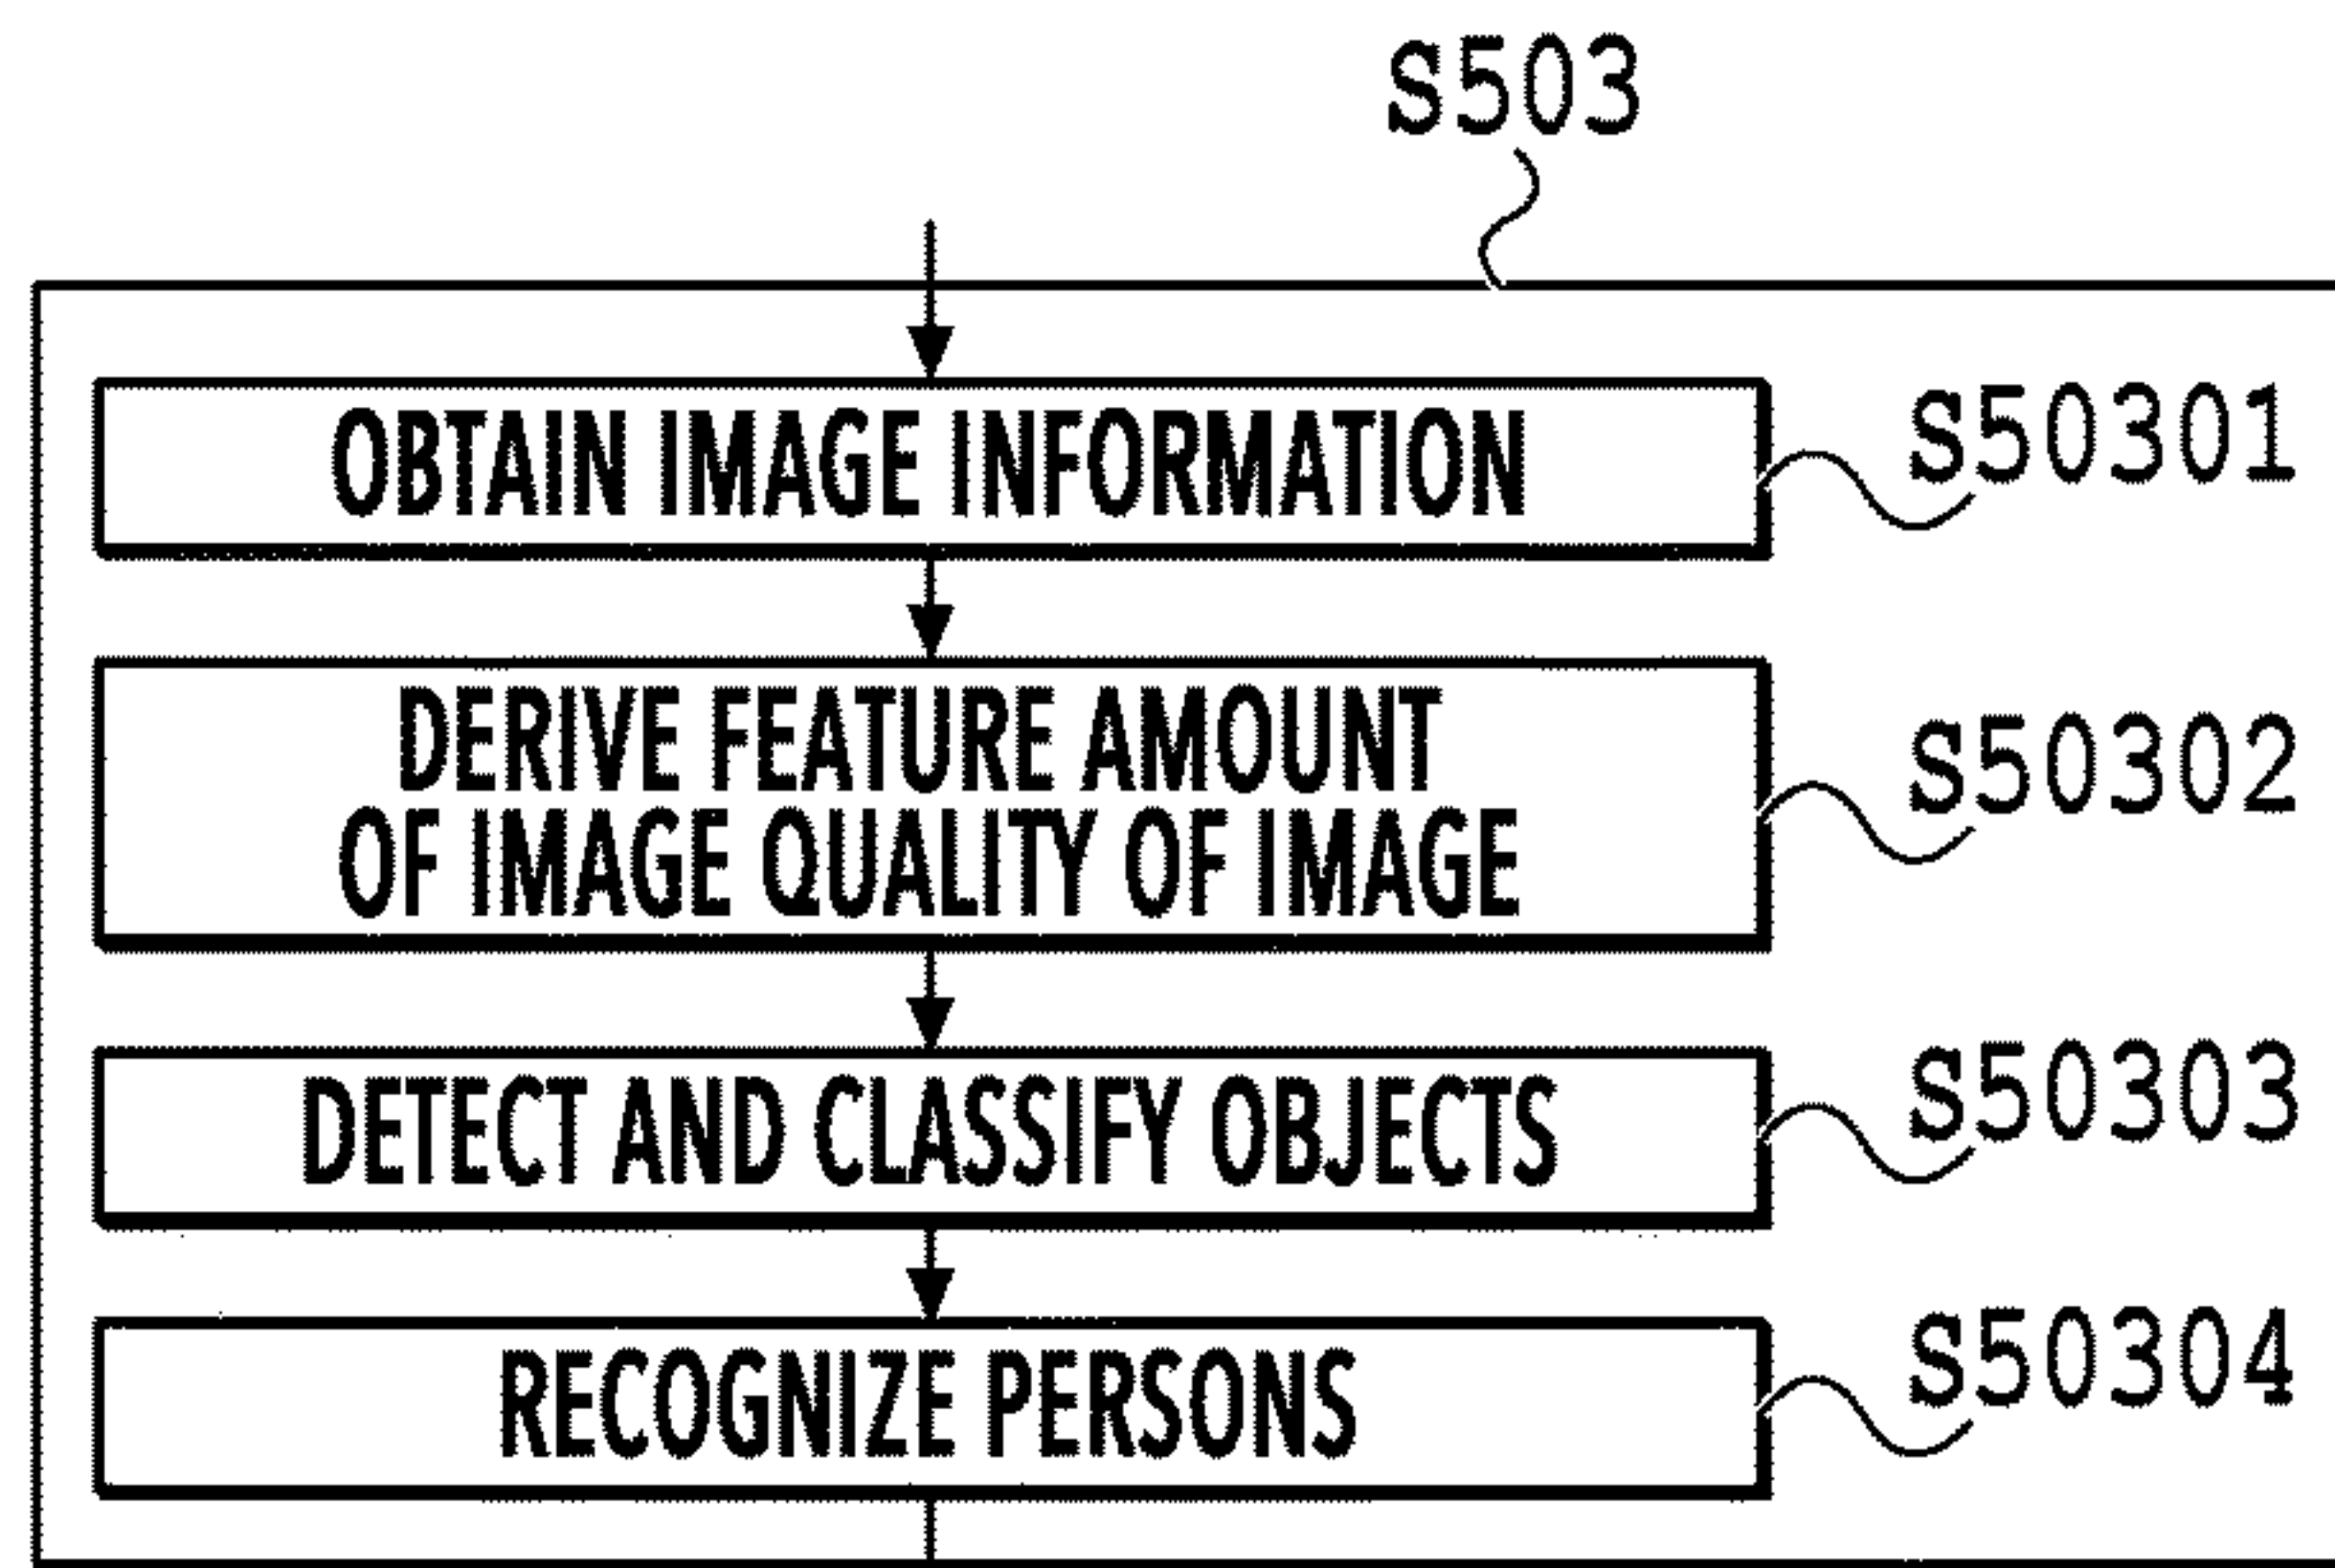 S503
OBTAIN IMAGE INFORMATION
S50301
DERIVE FEATURE AMOUNT
OF IMAGE QUALITY OF IMAGE
S50302
DETECT AND CLASSIFY OBJECTS
S50303
RECOGNIZE PERSONS
S50304